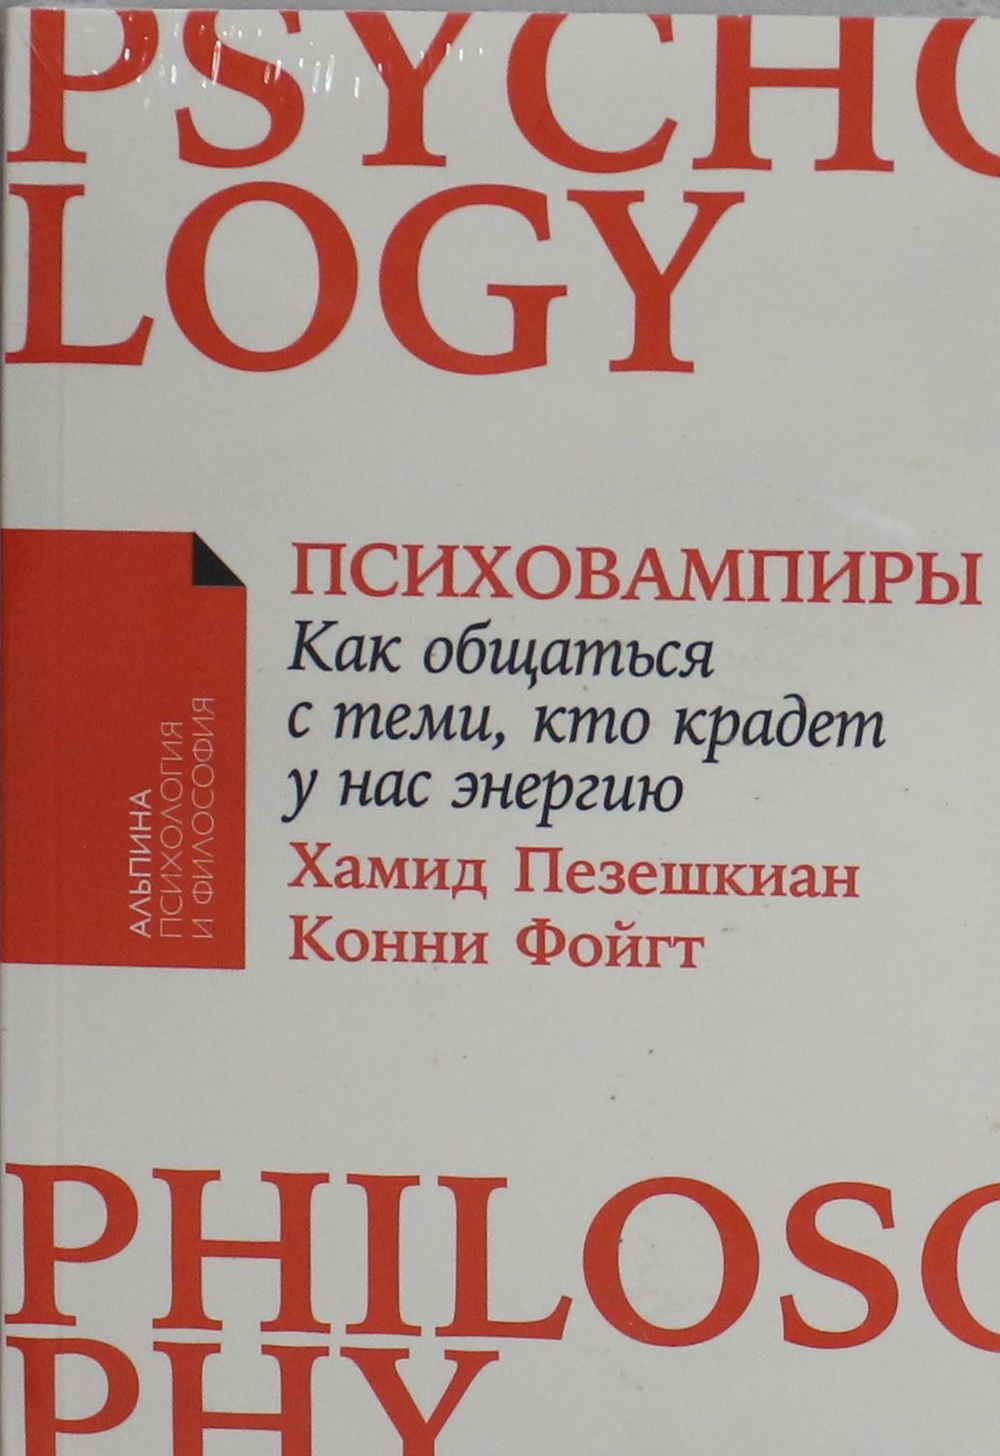 PSYCHO
LOGY
ПСИХОВАМПИРЫ
Как общаться
с теми, кто крадет
у нас энергию
Хамид Пезешкиан
Конни Фойгт
АЛЬПИНА
ПСИХОЛОГИЯ
И ФИЛОСОФИЯ
PHILOSO
PHY